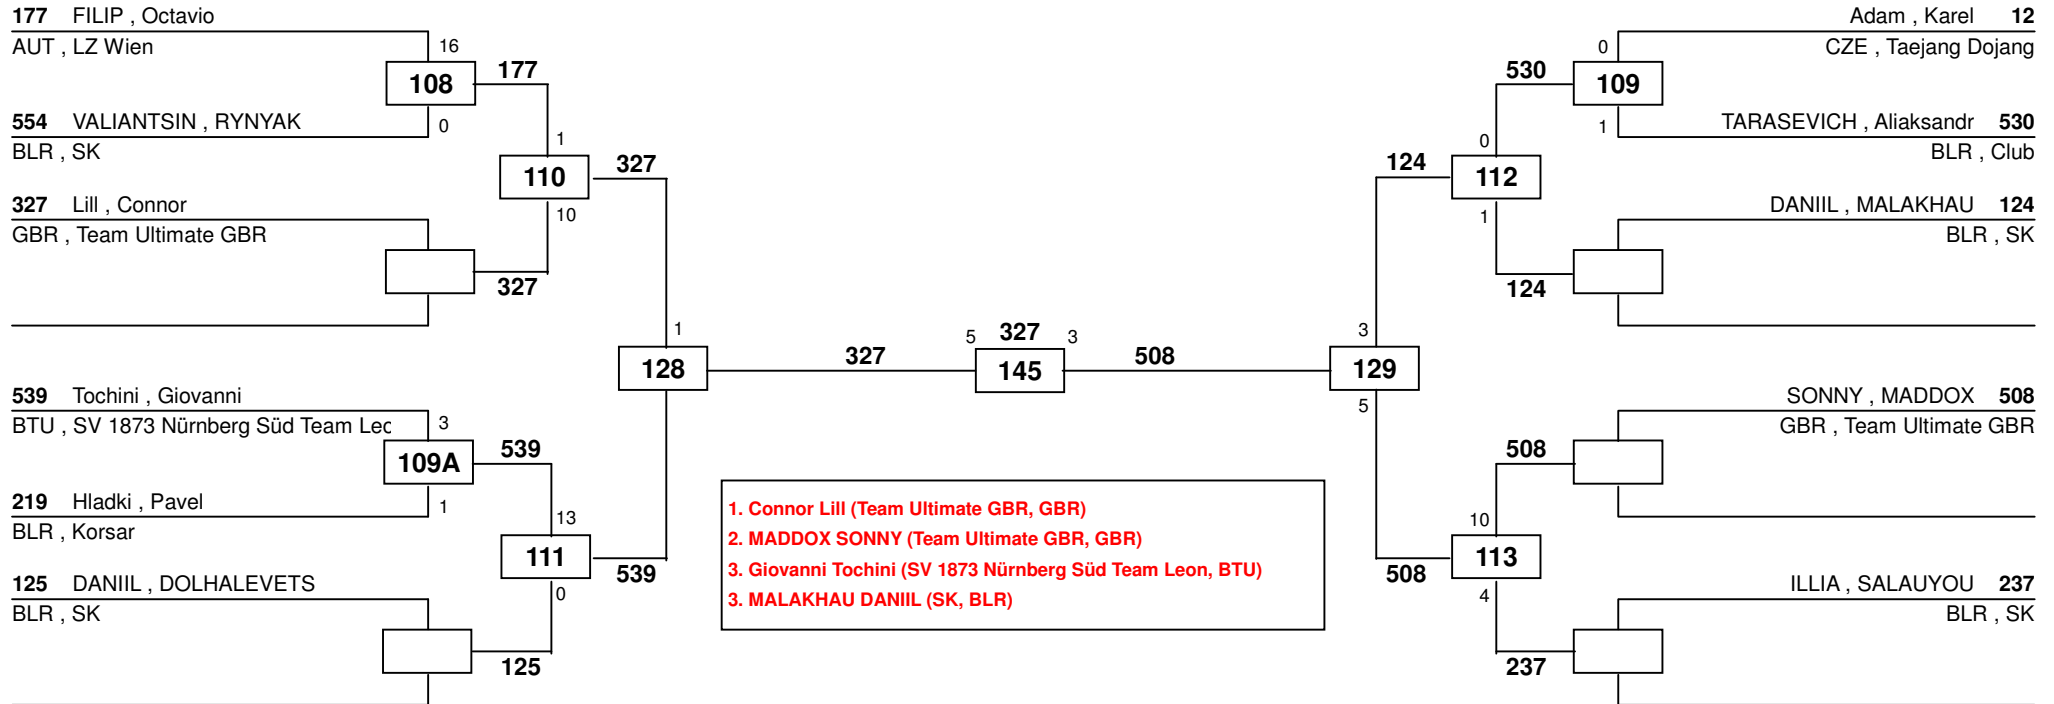 177 FILIP , Octavio
AUT , LZ Wien
16
108
177
554 VALIANTSIN , RYNYAK
0
BLR , SK
1
110
327
327 Lill , Connor
10
GBR , Team Ultimate GBR
327
1
128
327
539 Tochini , Giovanni
BTU , SV 1873 Nürnberg Süd Team Lec
3
109A
539
219 Hladki , Pavel
1
BLR , Korsar
13
111
539
125 DANIIL , DOLHALEVETS
0
BLR , SK
125
5 327 3
145
508
1. Connor Lill (Team Ultimate GBR, GBR)
2. MADDOX SONNY (Team Ultimate GBR, GBR)
3. Giovanni Tochini (SV 1873 Nürnberg Süd Team Leon, BTU)
3. MALAKHAU DANIIL (SK, BLR)
Adam , Karel 12
0
CZE , Taejang Dojang
530
109
TARASEVICH , Aliaksandr 530
1
BLR , Club
0
124
112
DANIIL , MALAKHAU 124
1
BLR , SK
124
3
129
5
SONNY , MADDOX 508
GBR , Team Ultimate GBR
508
10
113
508
4
ILLIA , SALAUYOU 237
BLR , SK
237